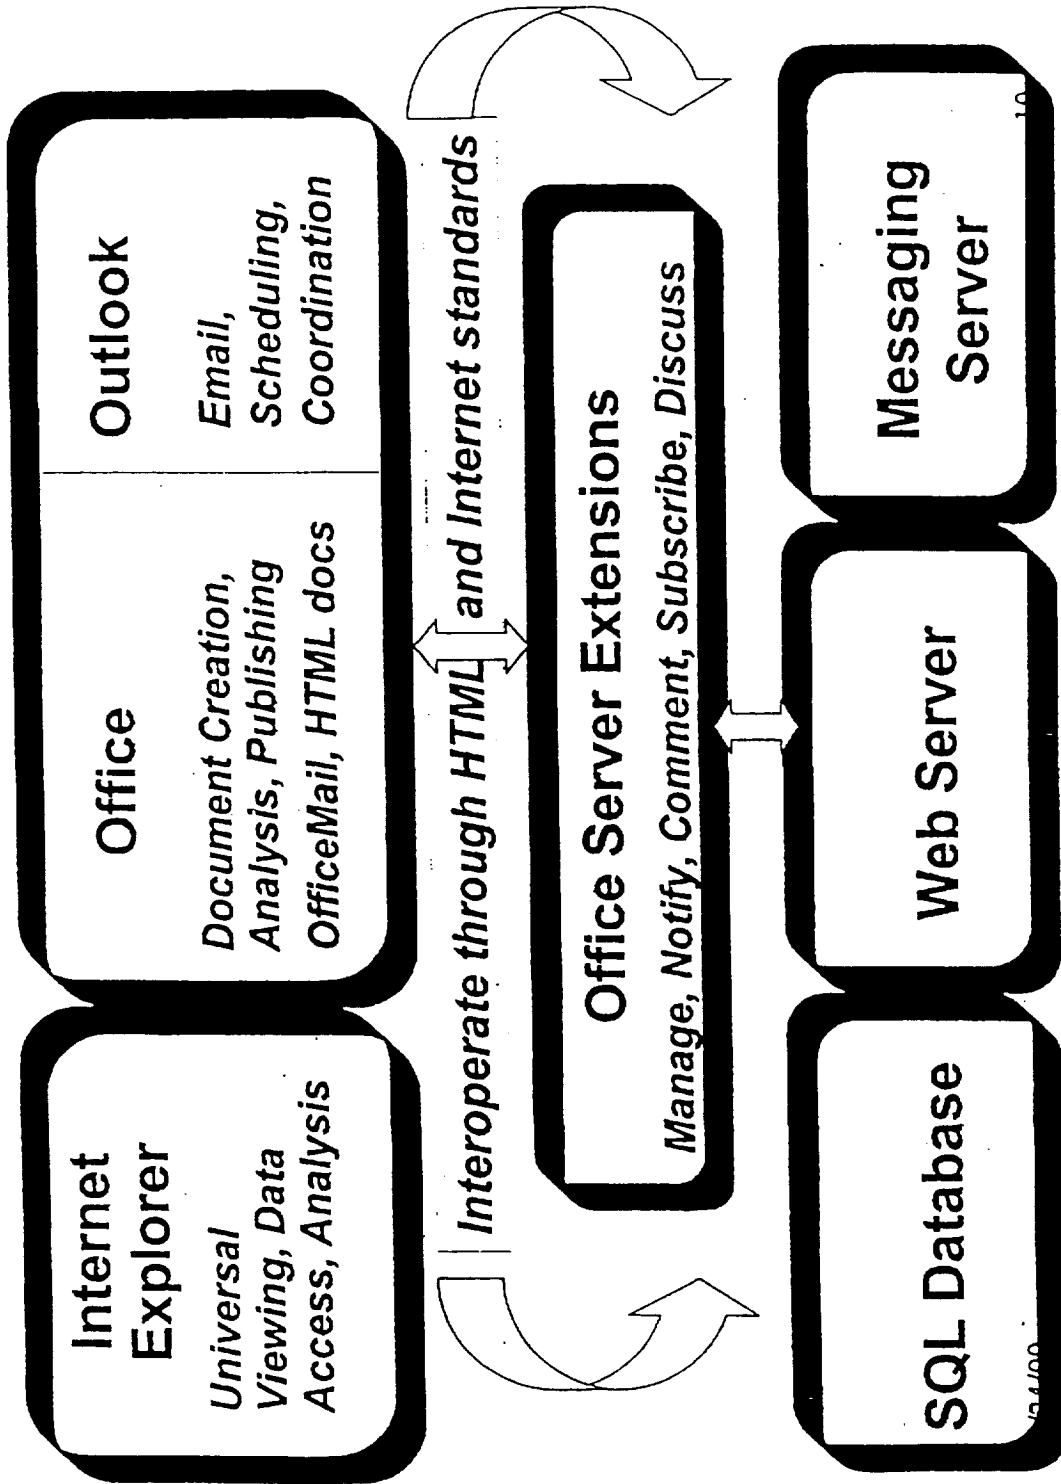 Internet
Explorer
Universal
Viewing, Data
Access, Analysis
Office
Document Creation,
Analysis, Publishing
OfficeMail, HTML docs
Outlook
Email,
Scheduling,
Coordination
Interoperate through HTML and Internet standards
Office Server Extensions
Manage, Notify, Comment, Subscribe, Discuss
SQL Database
Web Server
Messaging
Server